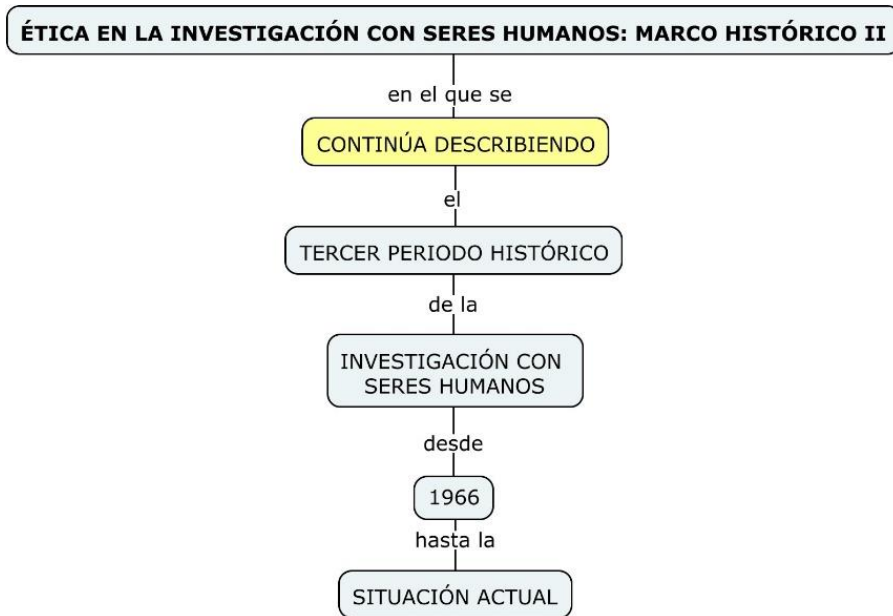 ÉTICA EN LA INVESTIGACIÓN CON SERES HUMANOS: MARCO HISTÓRICO II
en el que se
CONTINÚA DESCRIBIENDO
el
TERCER PERIODO HISTÓRICO
de la
INVESTIGACIÓN CON
SERES HUMANOS
desde
1966
hasta la
SITUACIÓN ACTUAL